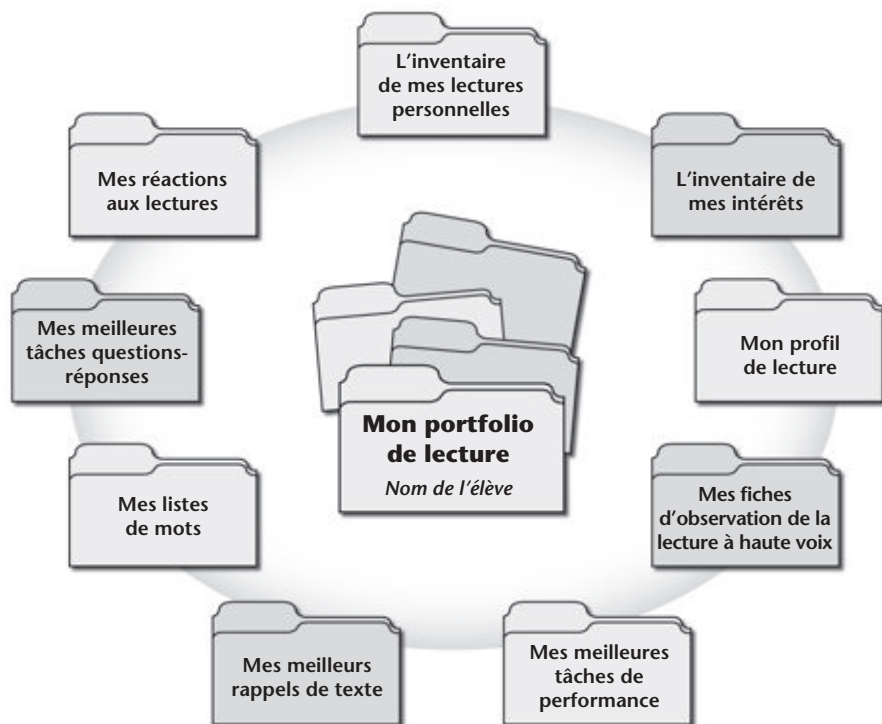 L'inventaire
de mes lectures
personnelles
Mes réactions
aux lectures
L'inventaire de
mes intérêts
Mes meilleures
tâches questions-
réponses
Mon portfolio
de lecture
Nom de l'élève
Mon profil
de lecture
Mes listes
de mots
Mes fiches
d'observation de la
lecture à haute voix
Mes meilleurs
rappels de texte
Mes meilleures
tâches de
performance